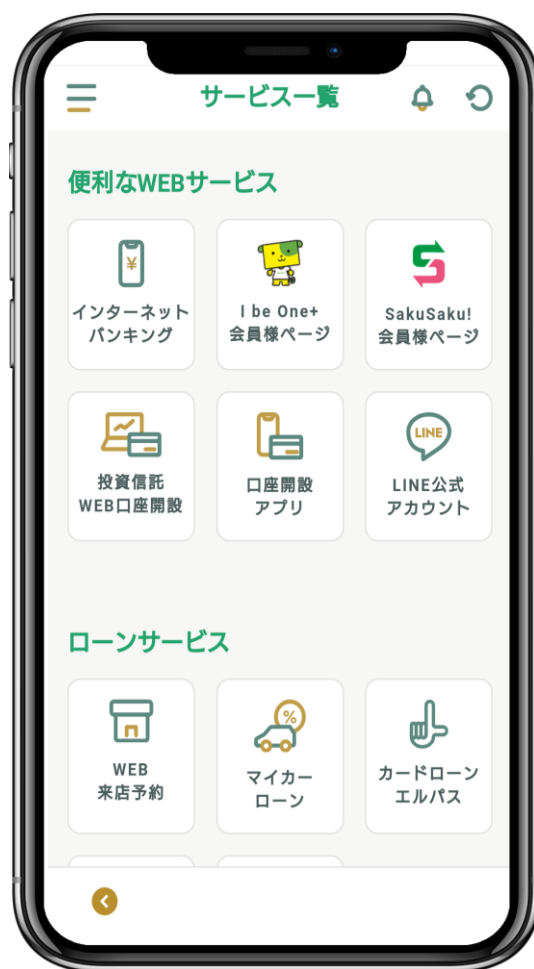 サービス一覧
便利なWEBサービス
¥
インターネット
バンキング
I be One+
会員様ページ
SakuSaku!
会員様ページ
投資信託
WEB口座開設
口座開設
アプリ
LINE
LINE公式
アカウント
ローンサービス
WEB
来店予約
%
マイカー
ローン
カードローン
エルパス